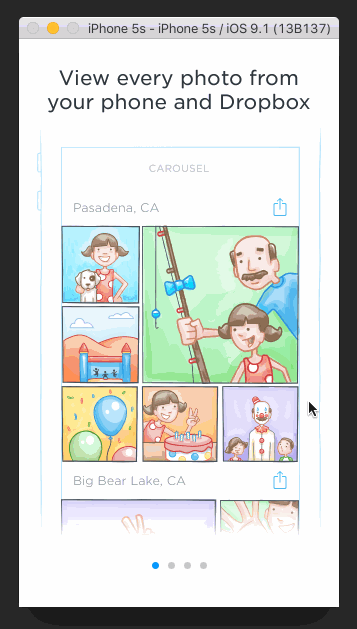 iPhone 5s - iPhone 5s / iOS 9.1 (13B137)
View every photo from
your phone and Dropbox
CAROUSEL
Pasadena, CA
Big Bear Lake, CA